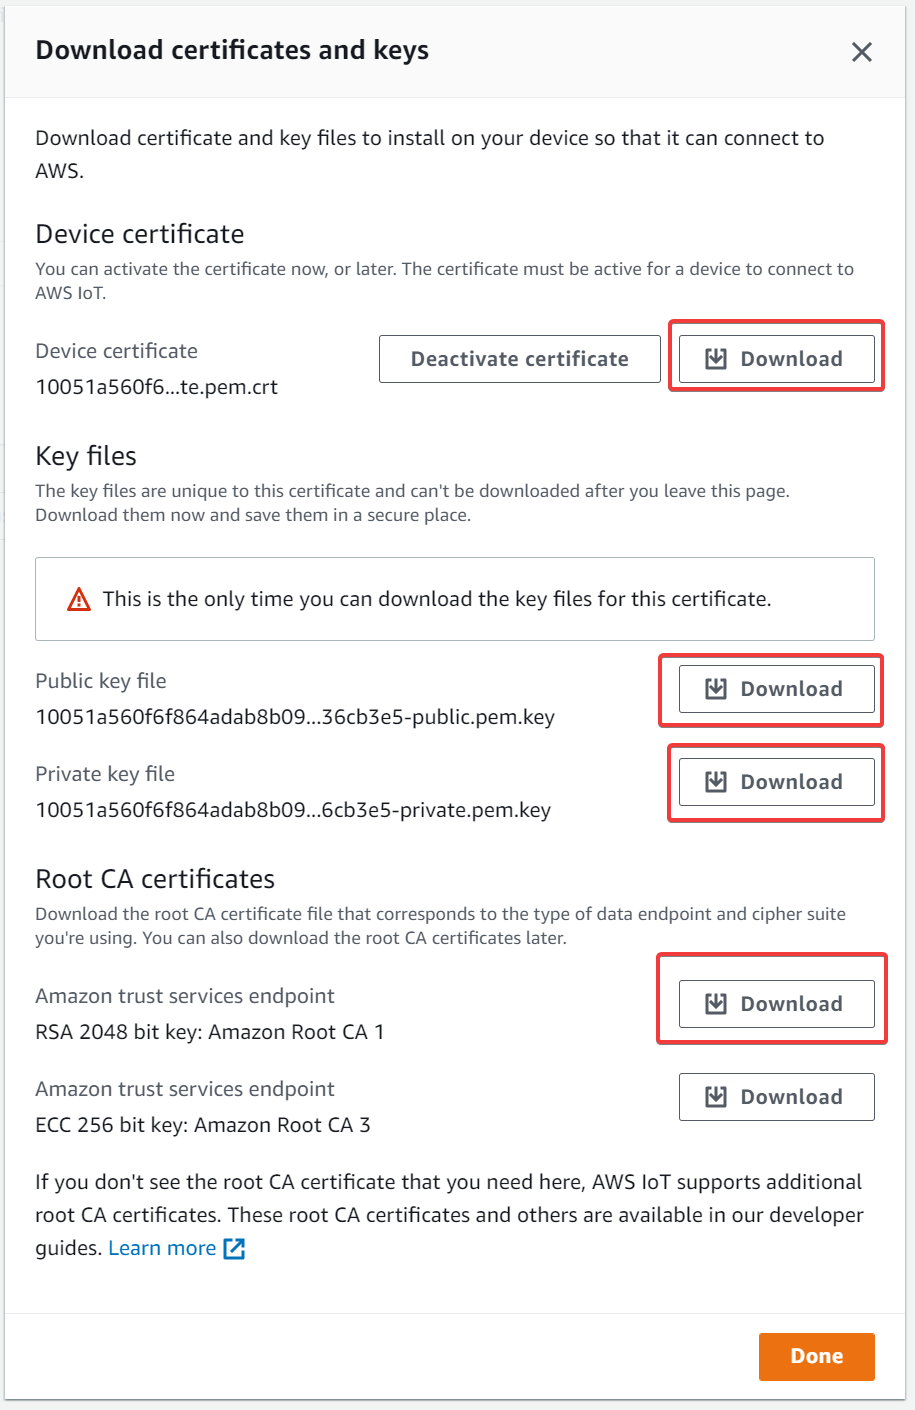 Download certificates and keys
Download certificate and key files to install on your device so that it can connect to
AWS.
Device certificate
You can activate the certificate now, or later. The certificate must be active for a device to connect to
AWS IoT.
Device certificate
10051a560f6...te.pem.crt
Deactivate certificate
Download
Key files
The key files are unique to this certificate and can't be downloaded after you leave this page.
Download them now and save them in a secure place.
This is the only time you can download the key files for this certificate.
Public key file
10051a560f6f864adab8b09...36cb3e5-public.pem.key
Download
Private key file
10051a560f6f864adab8b09...6cb3e5-private.pem.key
Download
Root CA certificates
Download the root CA certificate file that corresponds to the type of data endpoint and cipher suite
you're using. You can also download the root CA certificates later.
Amazon trust services endpoint
RSA 2048 bit key: Amazon Root CA 1
Download
Amazon trust services endpoint
ECC 256 bit key: Amazon Root CA 3
Download
If you don't see the root CA certificate that you need here, AWS IoT supports additional
root CA certificates. These root CA certificates and others are available in our developer
guides. Learn more
Done